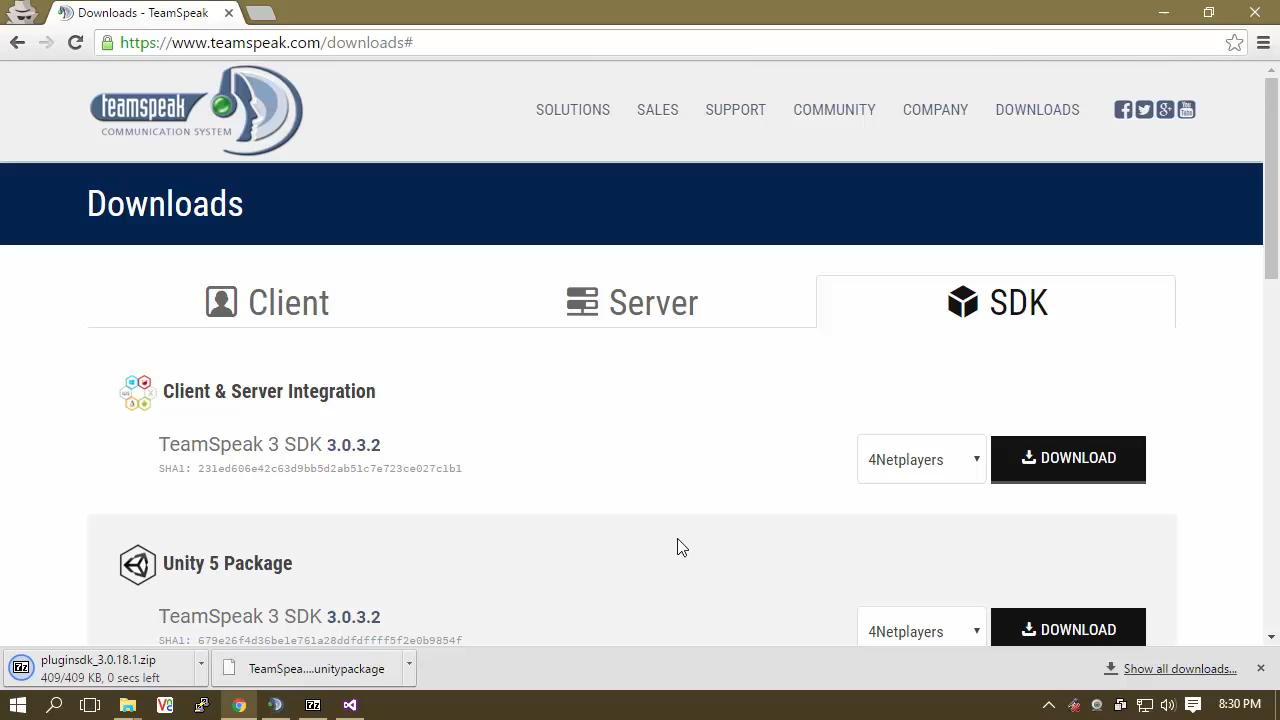 Downloads - TeamSpeak
https://www.teamspeak.com/downloads#
teamspeak
COMMUNICATION SYSTEM
SOLUTIONS SALES SUPPORT COMMUNITY COMPANY DOWNLOADS
You Tube
Downloads
Client
Server
SDK
Client & Server Integration
TeamSpeak 3 SDK 3.0.3.2
SHA1: 231ed606e42c63d9bb5d2ab51c7e723ce027c1b1
4Netplayers
DOWNLOAD
Unity 5 Package
TeamSpeak 3 SDK 3.0.3.2
SHA1: 679e26f4d36be1e761a28ddfdffff5f2e0b9854f
4Netplayers
DOWNLOAD
pluginsdk_3.0.18.1.zip
409/409 KB, 0 secs left
TeamSpea....unitypackage
Show all downloads...
8:30 PM